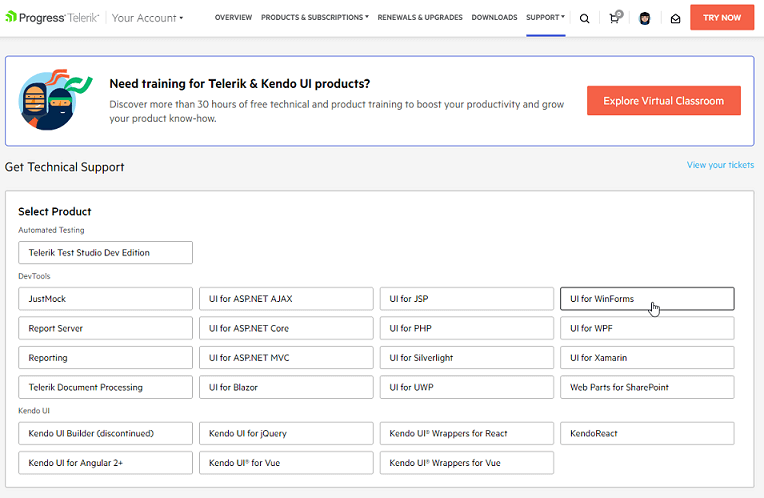 Progress® Telerik® Your Account OVERVIEW PRODUCTS & SUBSCRIPTIONS RENEWALS & UPGRADES DOWNLOADS SUPPORT 0 TRY NOW
Need training for Telerik & Kendo UI products?
Discover more than 30 hours of free technical and product training to boost your productivity and grow
your product know-how.
Explore Virtual Classroom
Get Technical Support View your tickets
Select Product
Automated Testing
Telerik Test Studio Dev Edition
DevTools
JustMock UI for ASP.NET AJAX UI for JSP UI for WinForms
Report Server UI for ASP.NET Core UI for PHP UI for WPF
Reporting UI for ASP.NET MVC UI for Silverlight UI for Xamarin
Telerik Document Processing UI for Blazor UI for UWP Web Parts for SharePoint
Kendo UI
Kendo UI Builder (discontinued) Kendo UI for jQuery Kendo UI® Wrappers for React KendoReact
Kendo UI for Angular 2+ Kendo UI® for Vue Kendo UI® Wrappers for Vue